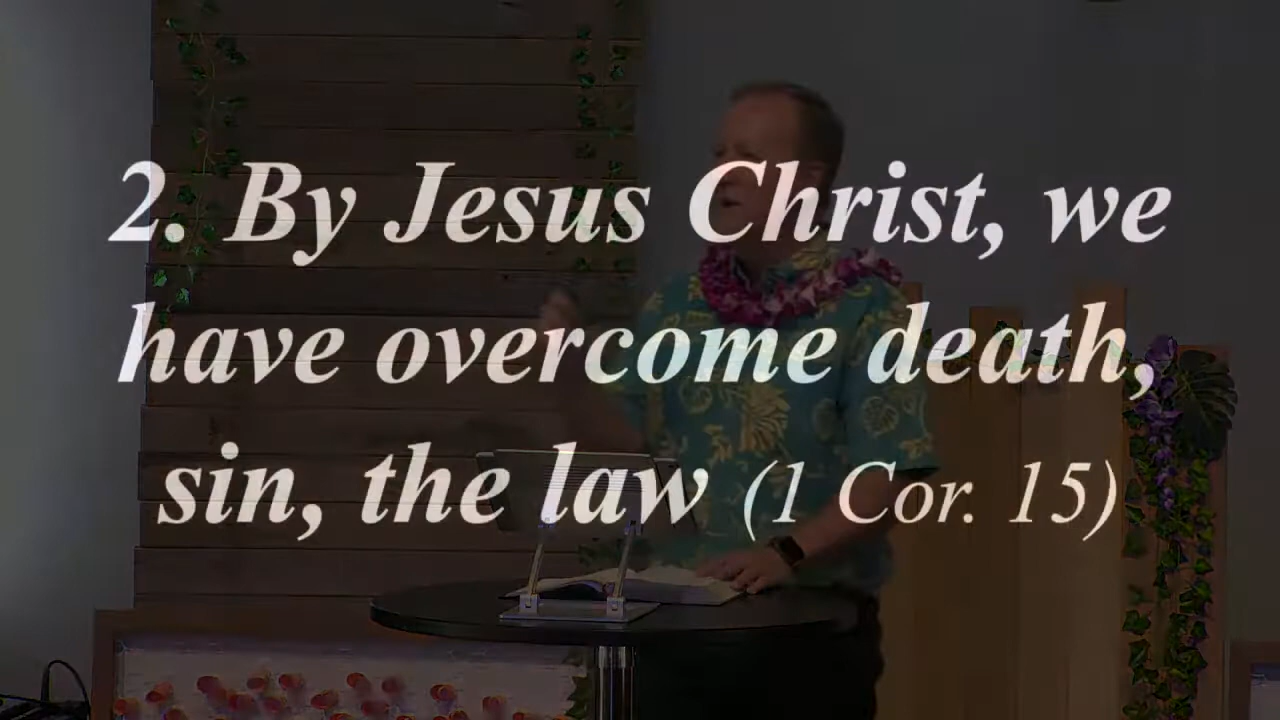 2. By Jesus Christ, we
have overcome death,
sin, the law (1 Cor. 15)